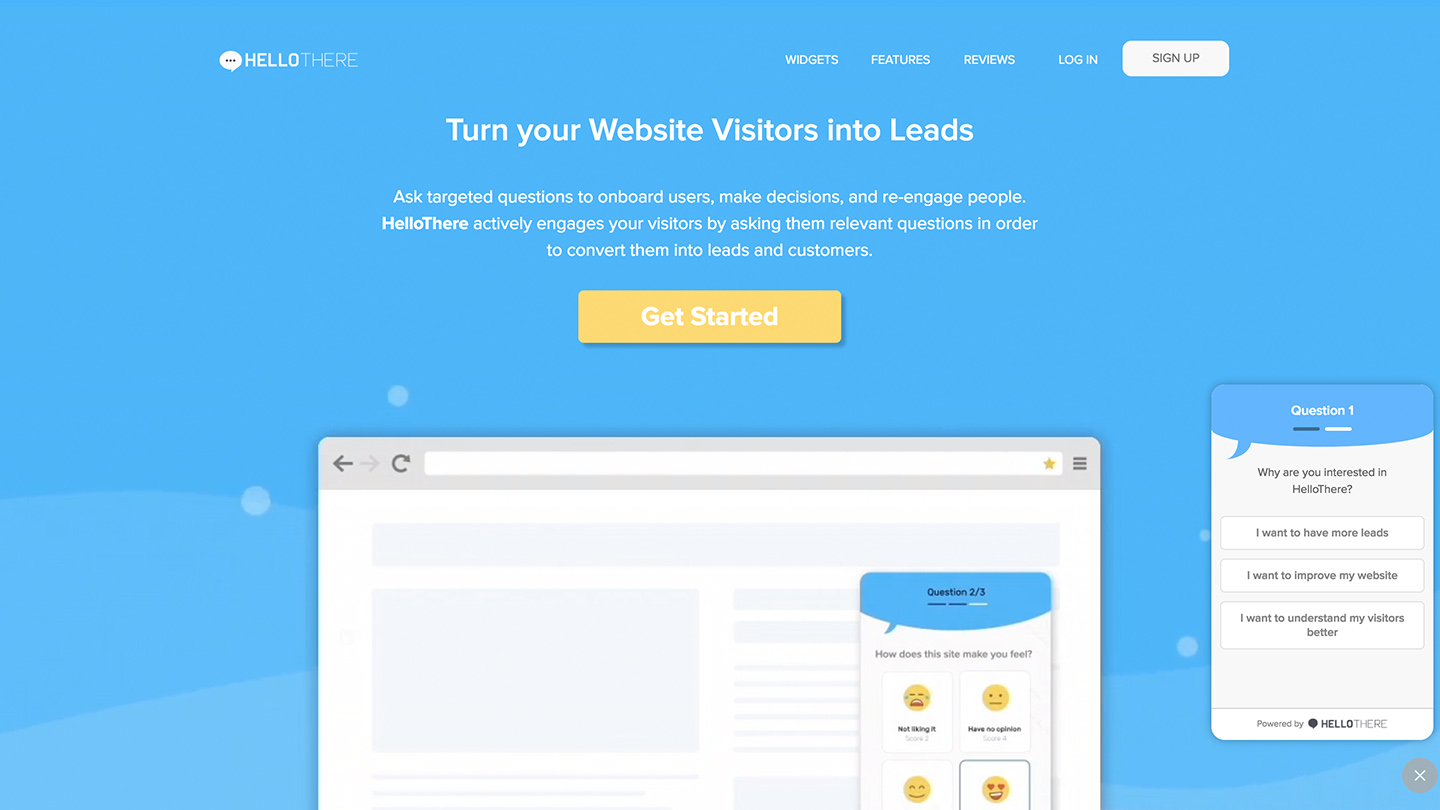 HELLOTHERE
WIDGETS
FEATURES
REVIEWS
LOG IN
SIGN UP
Turn your Website Visitors into Leads
Ask targeted questions to onboard users, make decisions, and re-engage people.
HelloThere actively engages your visitors by asking them relevant questions in order
to convert them into leads and customers.
Get Started
Question 1
Why are you interested in
HelloThere?
I want to have more leads
I want to improve my website
I want to understand my visitors
better
Powered by HELLOTHERE
Question 2/3
How does this site make you feel?
Not liking it
Score 2
Have no opinion
Score 4